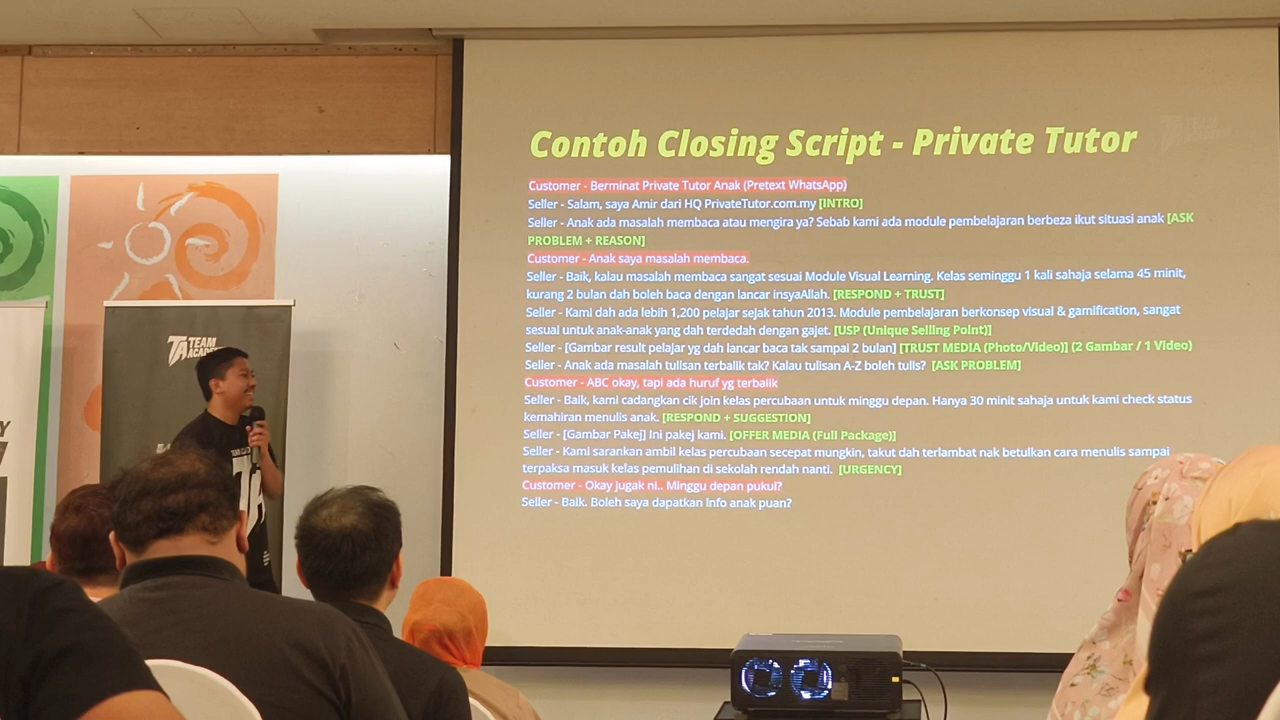 Contoh Closing Script - Private Tutor
Customer - Berminat Private Tutor Anak (Pretext WhatsApp)
Seller - Salam, saya Amir dari HQ PrivateTutor.com.my [INTRO]
Seller - Anak ada masalah membaca atau mengira ya? Sebab kami ada module pembelajaran berbeza ikut situasi anak [ASK
PROBLEM + REASON]
Customer - Anak saya masalah membaca.
Seller - Baik, kalau masalah membaca sangat sesuai Module Visual Learning. Kelas seminggu 1 kali sahaja selama 45 minit,
kurang 2 bulan dah boleh baca dengan lancar insyaAllah. [RESPOND + TRUST]
Seller - Kami dah ada lebih 1,200 pelajar sejak tahun 2013. Module pembelajaran berkonsep visual & gamification, sangat
sesual untuk anak-anak yang dah terdedah dengan gajet. [USP (Unique Selling Point)]
Seller - [Gambar result pelajar yg dah lancar baca tak sampai 2 bulan] [TRUST MEDIA (Photo/Video)] (2 Gambar / 1 Video)
Seller - Anak ada masalah tulisan terbalik tak? Kalau tulisan A-Z boleh tulis? [ASK PROBLEM]
Customer - ABC okay, tapi ada huruf yg terbalik
Seller - Baik, kami cadangkan cik join kelas percubaan untuk minggu depan. Hanya 30 minit sahaja untuk kami check status
kemahiran menulis anak. [RESPOND + SUGGESTION]
Seller - [Gambar Pakej] Ini pakej kami. [OFFER MEDIA (Full Package)]
Seller - Kami sarankan ambil kelas percubaan secepat mungkin, takut dah terlambat nak betulkan cara menulis sampai
terpaksa masuk kelas pemulihan di sekolah rendah nanti. [URGENCY]
Customer - Okay jugak ni.. Minggu depan pukul?
Seller - Baik. Boleh saya dapatkan info anak puan?
TEAM